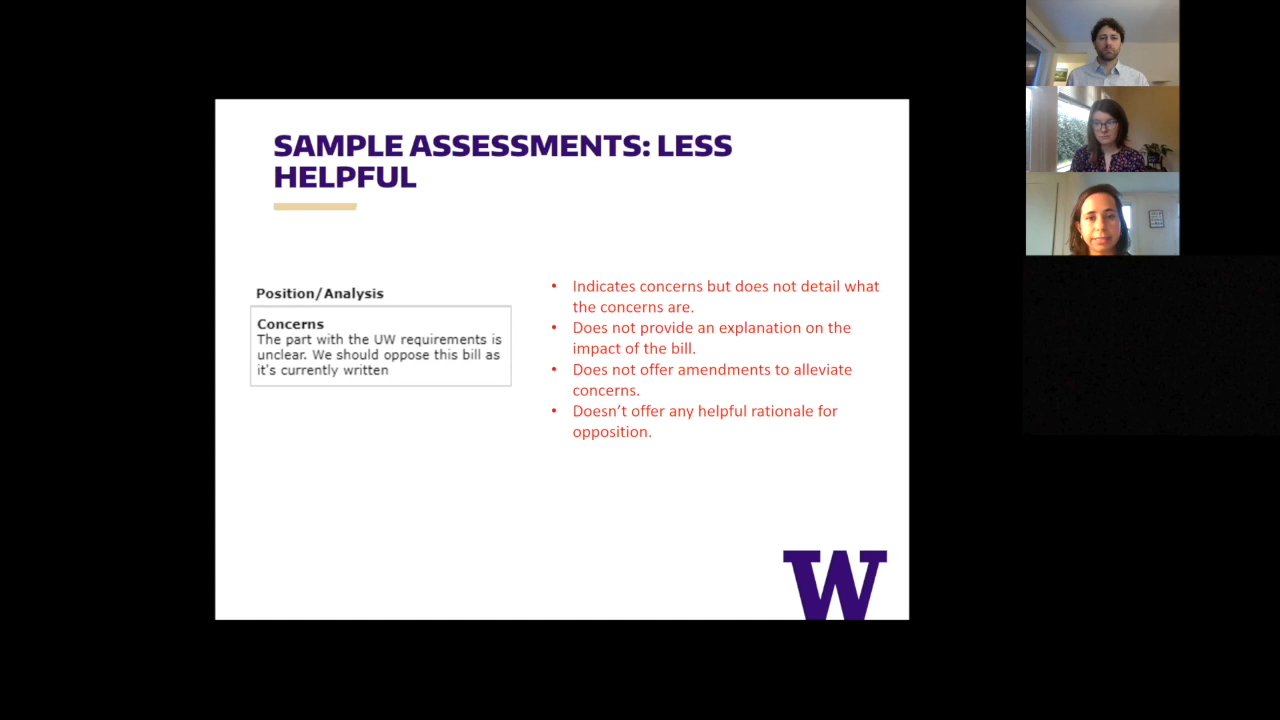 SAMPLE ASSESSMENTS: LESS
HELPFUL
Position/Analysis
Concerns
The part with the UW requirements is
unclear. We should oppose this bill as
it's currently written
• Indicates concerns but does not detail what
the concerns are.
• Does not provide an explanation on the
impact of the bill.
• Does not offer amendments to alleviate
concerns.
• Doesn’t offer any helpful rationale for
opposition.
W